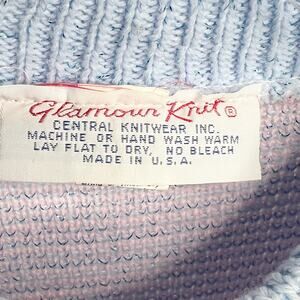 Glamour Knit®
CENTRAL KNITWEAR INC.
MACHINE OR HAND WASH WARM
LAY FLAT TO DRY, NO BLEACH
MADE IN U.S.A.